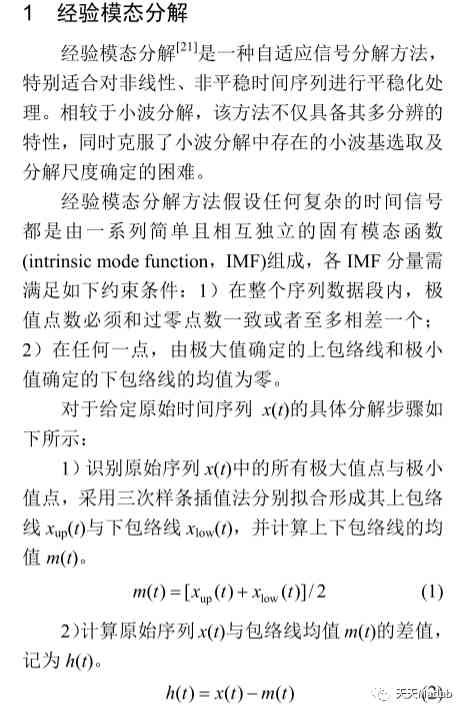 1 经验模态分解
经验模态分解[21]是一种自适应信号分解方法，
特别适合对非线性、非平稳时间序列进行平稳化处
理。相较于小波分解，该方法不仅具备其多分辨的
特性，同时克服了小波分解中存在的小波基选取及
分解尺度确定的困难。
经验模态分解方法假设任何复杂的时间信号
都是由一系列简单且相互独立的固有模态函数
(intrinsic mode function，IMF)组成，各 IMF 分量需
满足如下约束条件：1）在整个序列数据段内，极
值点数必须和过零点数一致或者至多相差一个；
2）在任何一点，由极大值确定的上包络线和极小
值确定的下包络线的均值为零。
对于给定原始时间序列 x(t)的具体分解步骤如
下所示：
1）识别原始序列 x(t)中的所有极大值点与极小
值点，采用三次样条插值法分别拟合形成其上包络
线 xup(t)与下包络线 xlow(t)，并计算上下包络线的均
值 m(t)。
m(t) = [xup(t) + xlow(t)] / 2 (1)
2）计算原始序列 x(t)与包络线均值 m(t)的差值，
记为 h(t)。
h(t) = x(t) − m(t) (2)
天天Matlab